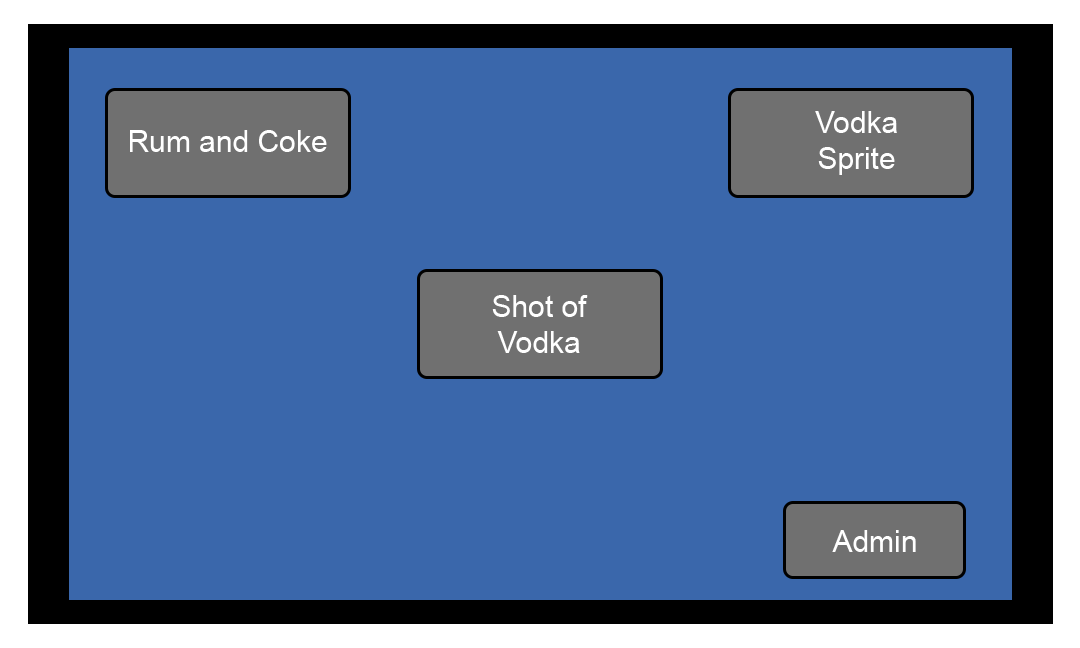 Rum and Coke
Vodka
Sprite
Shot of
Vodka
Admin